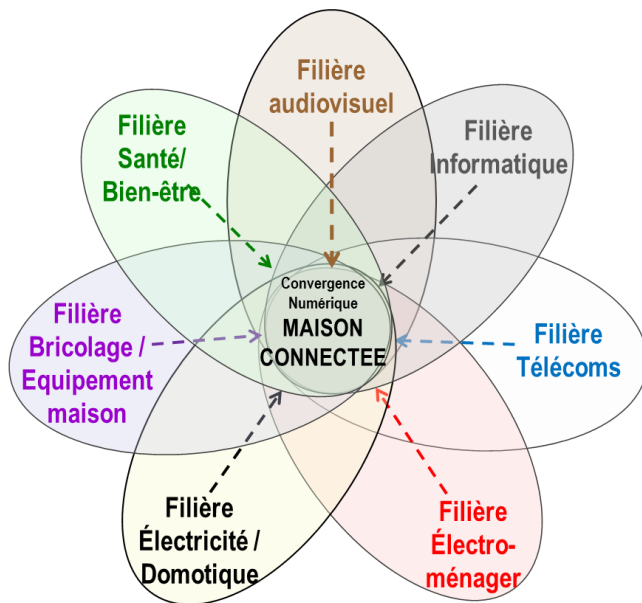 Filière
audiovisuel
Filière
Informatique
Filière
Santé/
Bien-être
Convergence
Numérique
MAISON
CONNECTEE
Filière
Bricolage /
Equipement
maison
Filière
Télécoms
Filière
Électricité /
Domotique
Filière
Électro-
ménager